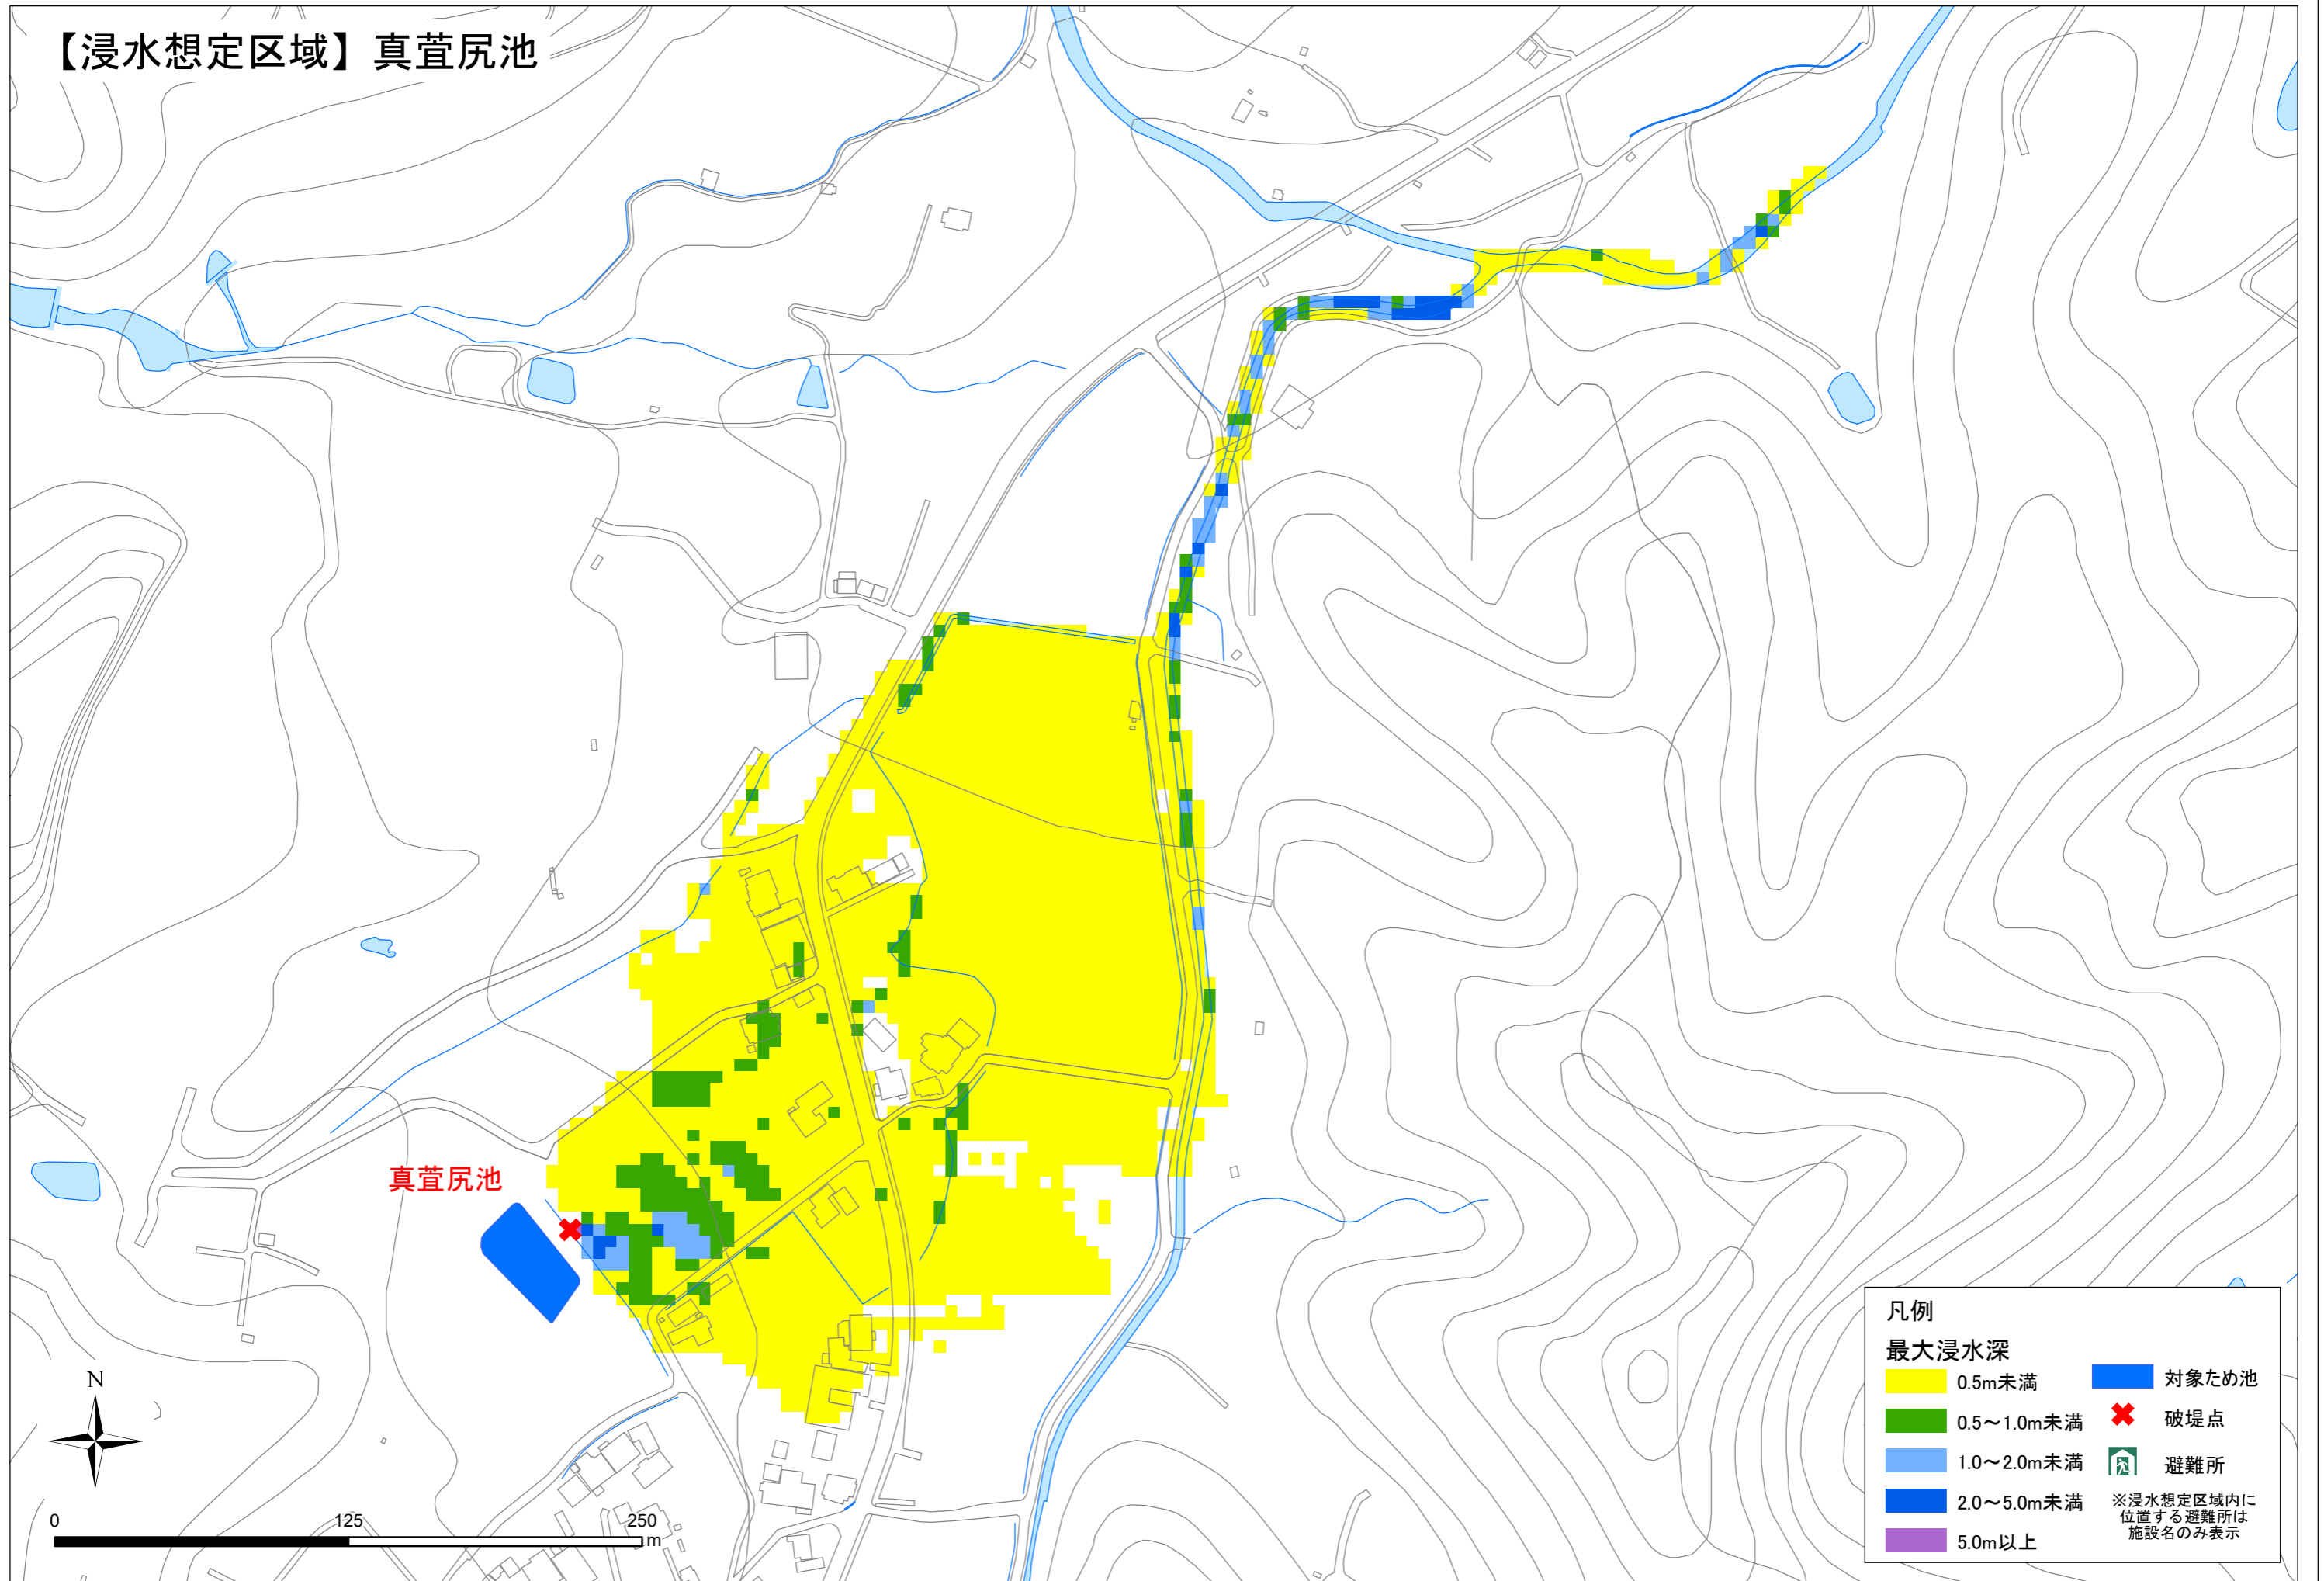 【浸水想定区域】真萱尻池
真萱尻池
N
0 125 250
m
凡例
最大浸水深
0.5m未満
0.5~1.0m未満
1.0~2.0m未満
2.0~5.0m未満
5.0m以上
対象ため池
破堤点
避難所
※浸水想定区域内に
位置する避難所は
施設名のみ表示